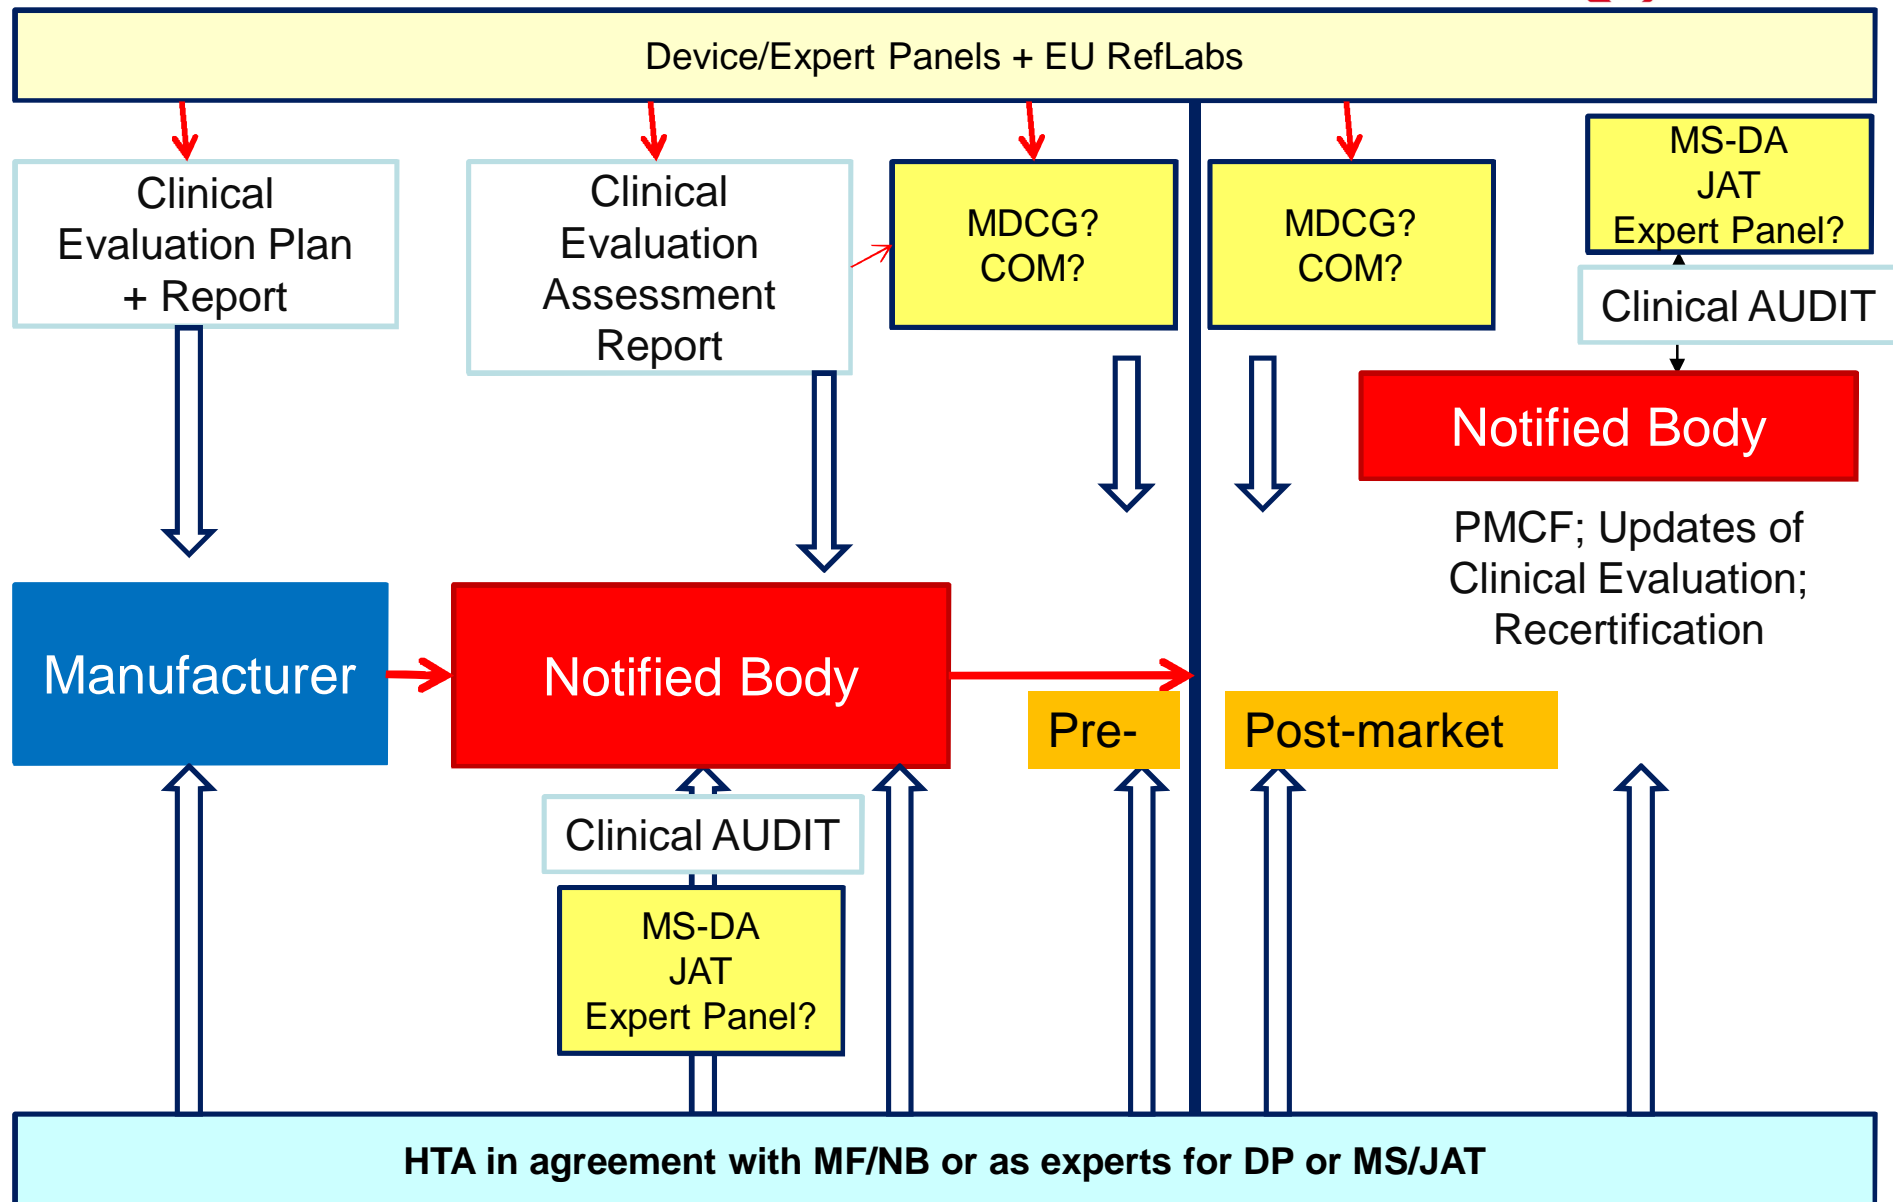 Device/Expert Panels + EU RefLabs
Clinical
Evaluation Plan
+ Report
Clinical
Evaluation
Assessment
Report
MDCG?
COM?
MDCG?
COM?
MS-DA
JAT
Expert Panel?
Clinical AUDIT
Notified Body
PMCF; Updates of
Clinical Evaluation;
Recertification
Manufacturer
Notified Body
Pre-
Post-market
Clinical AUDIT
MS-DA
JAT
Expert Panel?
HTA in agreement with MF/NB or as experts for DP or MS/JAT